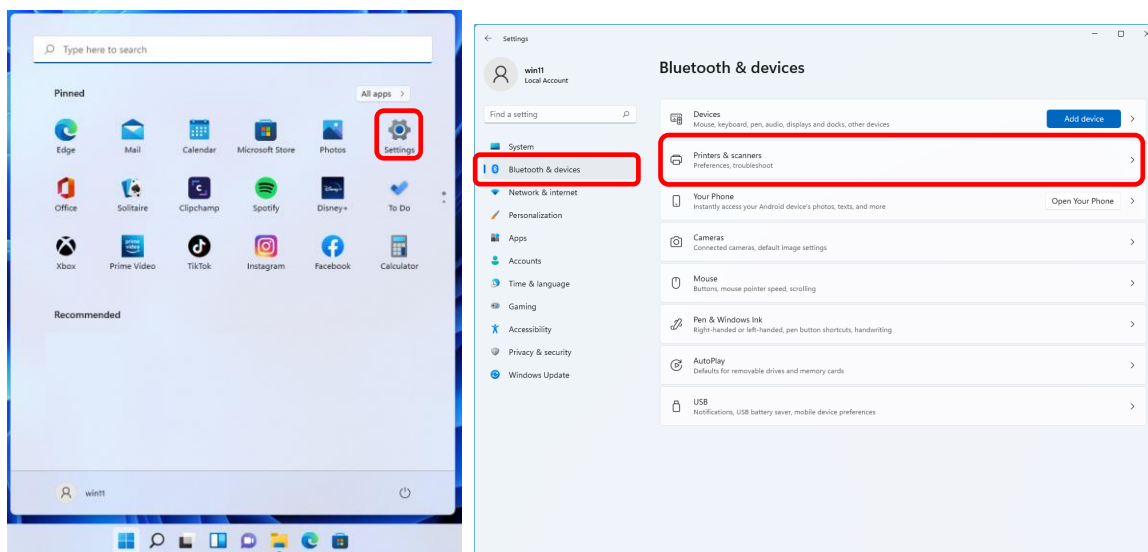 Type here to search
Pinned
All apps >
Edge
Mail
Calendar
Microsoft Store
Photos
Settings
Office
Solitaire
Clipchamp
Spotify
Disney+
To Do
Xbox
Prime Video
TikTok
Instagram
Facebook
Calculator
Recommended
win11
Settings
win11
Local Account
Find a setting
System
Bluetooth & devices
Network & internet
Personalization
Apps
Accounts
Time & language
Gaming
Accessibility
Privacy & security
Windows Update
Bluetooth & devices
Devices
Mouse, keyboard, pen, audio, displays and docks, other devices
Add device
Printers & scanners
Preferences, troubleshoot
Your Phone
Instantly access your Android device's photos, texts, and more
Open Your Phone
Cameras
Connected cameras, default image settings
Mouse
Buttons, mouse pointer speed, scrolling
Pen & Windows Ink
Right-handed or left-handed, pen button shortcuts, handwriting
AutoPlay
Defaults for removable drives and memory cards
USB
Notifications, USB battery saver, mobile device preferences